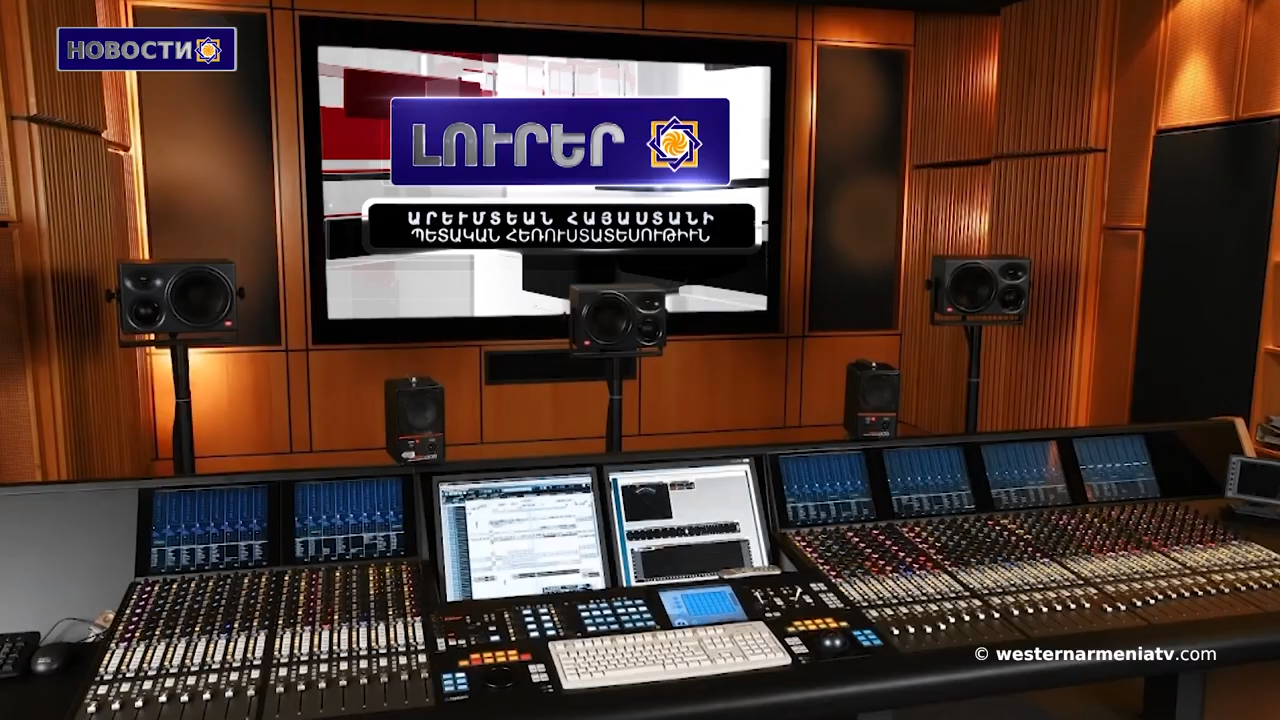 НОВОСТИ
ԼՈՒՐԵՐ
ԱՐԵՒՄՏԵԱՆ ՀԱՅԱՍՏԱՆԻ
ՊԵՏԱԿԱՆ ՀԵՌՈՒՍՏԱՏԵՍՈՒԹԻՒՆ
© westernarmeniatv.com